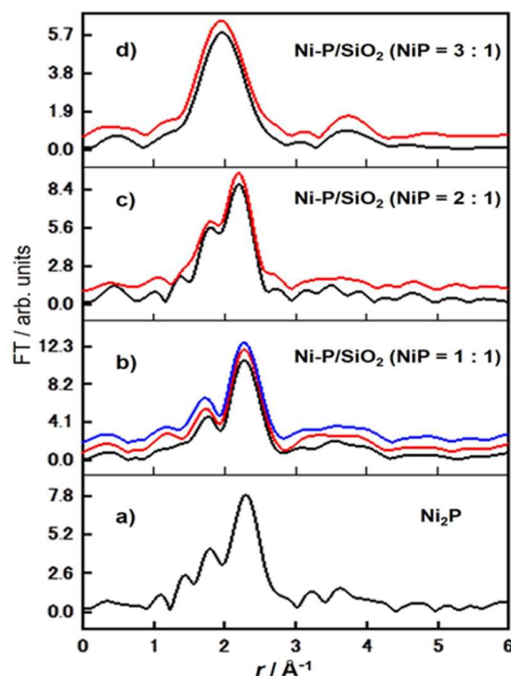 5.7
3.8
1.9
0.0
d)
Ni-P/SiO₂ (NiP = 3 : 1)
8.4
5.6
2.8
0.0
c)
Ni-P/SiO₂ (NiP = 2 : 1)
12.3
8.2
4.1
0.0
b)
Ni-P/SiO₂ (NiP = 1 : 1)
7.8
5.2
2.6
0.0
a)
Ni₂P
FT / arb. units
0 1 2 3 4 5 6
r / Å⁻¹